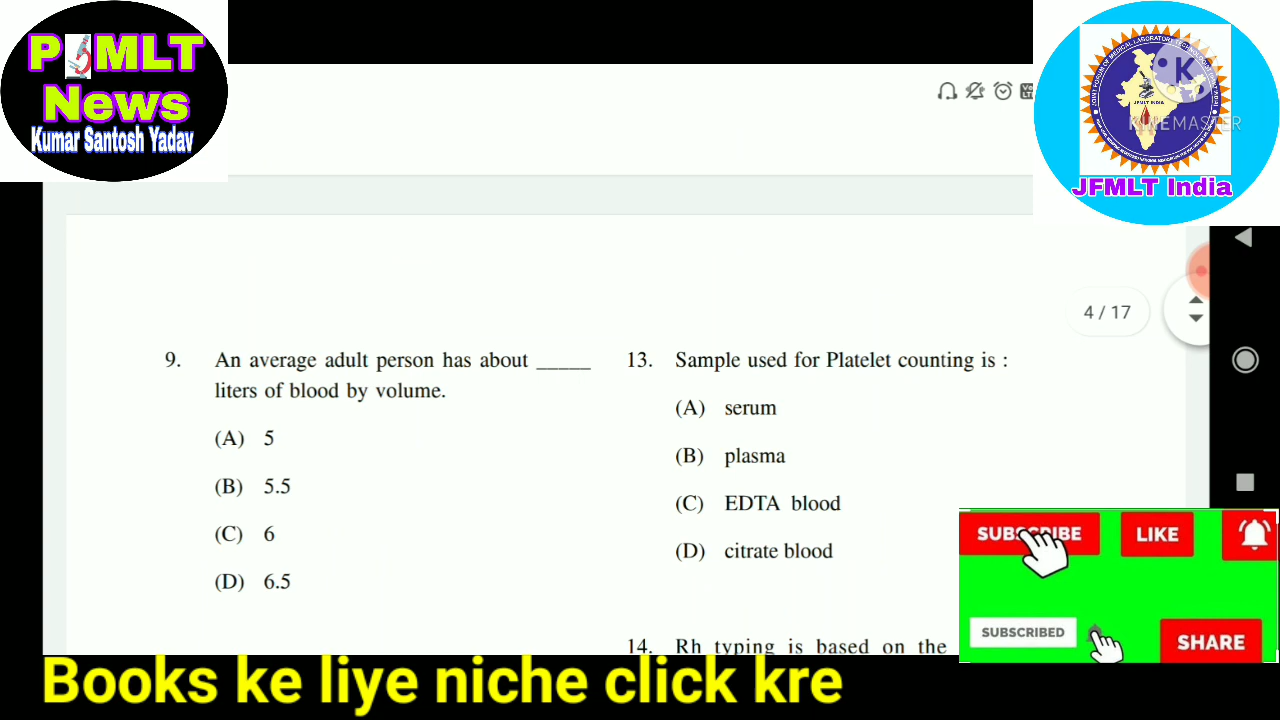 P MLT
News
Kumar Santosh Yadav
KINEMASTER
JFMLT INDIA
JFMLT India
4 / 17
9. An average adult person has about _____
liters of blood by volume.
(A) 5
(B) 5.5
(C) 6
(D) 6.5
13. Sample used for Platelet counting is :
(A) serum
(B) plasma
(C) EDTA blood
(D) citrate blood
14. Rh typing is based on the
SUBSCRIBE
LIKE
SUBSCRIBED
SHARE
Books ke liye niche click kre